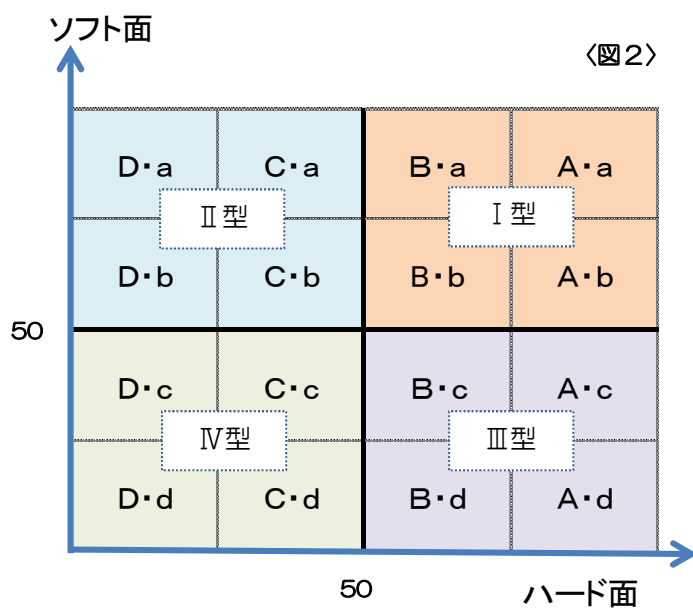 ソフト面
〈図2〉
D・a C・a B・a A・a
Ⅱ型 Ⅰ型
D・b C・b B・b A・b
50
D・c C・c B・c A・c
Ⅳ型 Ⅲ型
D・d C・d B・d A・d
50
ハード面